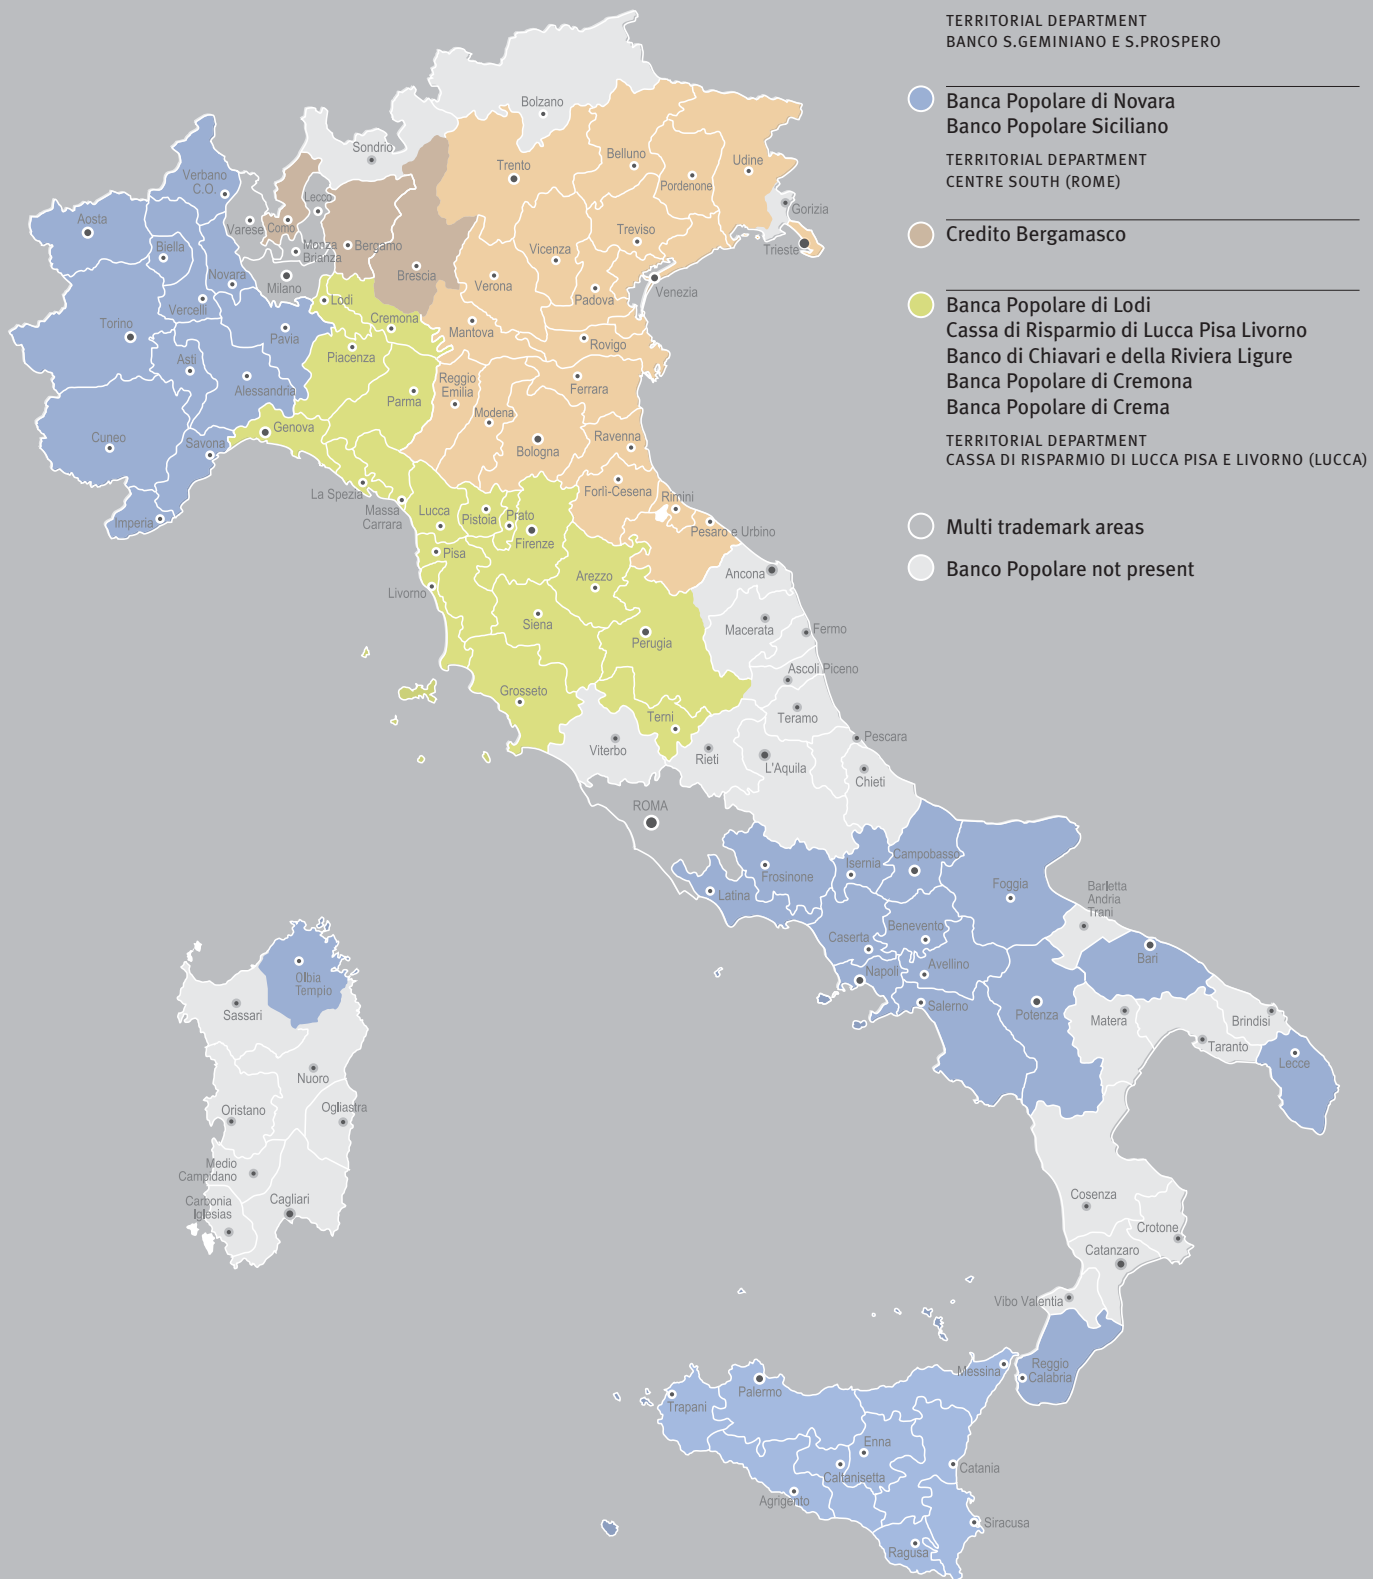 TERRITORIAL DEPARTMENT
BANCO S.GEMINIANO E S.PROSPERO
Banca Popolare di Novara
Banco Popolare Siciliano
TERRITORIAL DEPARTMENT
CENTRE SOUTH (ROME)
Credito Bergamasco
Banca Popolare di Lodi
Cassa di Risparmio di Lucca Pisa Livorno
Banco di Chiavari e della Riviera Ligure
Banca Popolare di Cremona
Banca Popolare di Crema
TERRITORIAL DEPARTMENT
CASSA DI RISPARMIO DI LUCCA PISA E LIVORNO (LUCCA)
Multi trademark areas
Banco Popolare not present
Bolzano
Sondrio
Trento
Belluno
Udine
Pordenone
Verbano
C.O.
Lecco
Gorizia
Aosta
Varese
Como
Treviso
Biella
Monza
Brianza
Bergamo
Vicenza
Trieste
Novara
Milano
Brescia
Verona
Padova
Venezia
Vercelli
Lodi
Torino
Cremona
Mantova
Pavia
Rovigo
Piacenza
Asti
Reggio
Emilia
Ferrara
Alessandria
Parma
Modena
Genova
Cuneo
Savona
Bologna
Ravenna
La Spezia
Forlì-Cesena
Rimini
Massa
Carrara
Lucca
Pistoia
Prato
Firenze
Imperia
Pesaro e Urbino
Pisa
Ancona
Arezzo
Livorno
Siena
Macerata
Fermo
Perugia
Ascoli Piceno
Grosseto
Terni
Teramo
Viterbo
Rieti
Pescara
L'Aquila
Chieti
ROMA
Isernia
Campobasso
Frosinone
Latina
Foggia
Barletta
Andria
Trani
Caserta
Benevento
Bari
Napoli
Avellino
Olbia
Tempio
Salerno
Potenza
Sassari
Matera
Brindisi
Taranto
Lecce
Nuoro
Oristano
Ogliastra
Medio
Campidano
Carbonia
Iglesias
Cagliari
Cosenza
Crotone
Catanzaro
Vibo Valentia
Messina
Reggio
Calabria
Palermo
Trapani
Enna
Caltanisetta
Catania
Agrigento
Siracusa
Ragusa